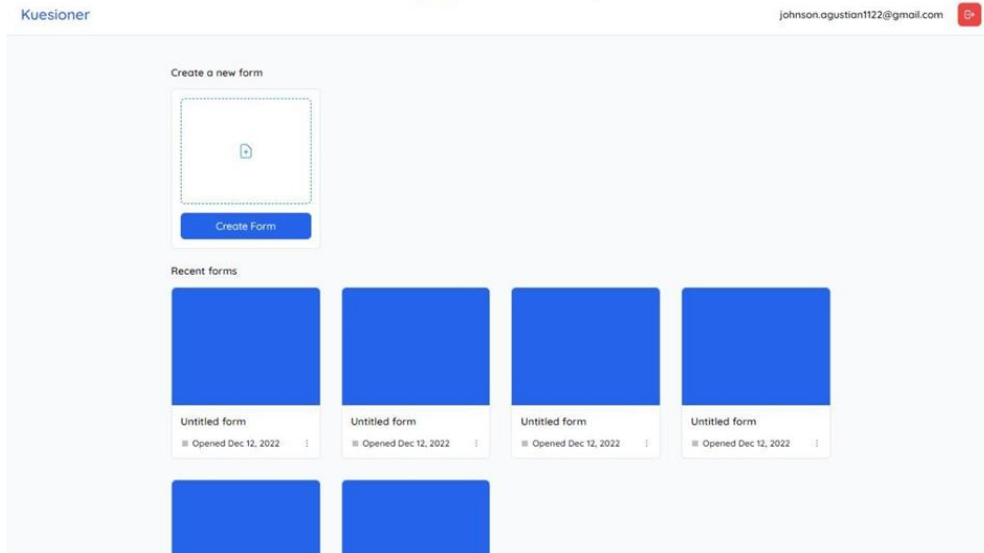 Kuesioner
johnson.agustian1122@gmail.com
Create a new form
Create Form
Recent forms
Untitled form
Opened Dec 12, 2022
Untitled form
Opened Dec 12, 2022
Untitled form
Opened Dec 12, 2022
Untitled form
Opened Dec 12, 2022